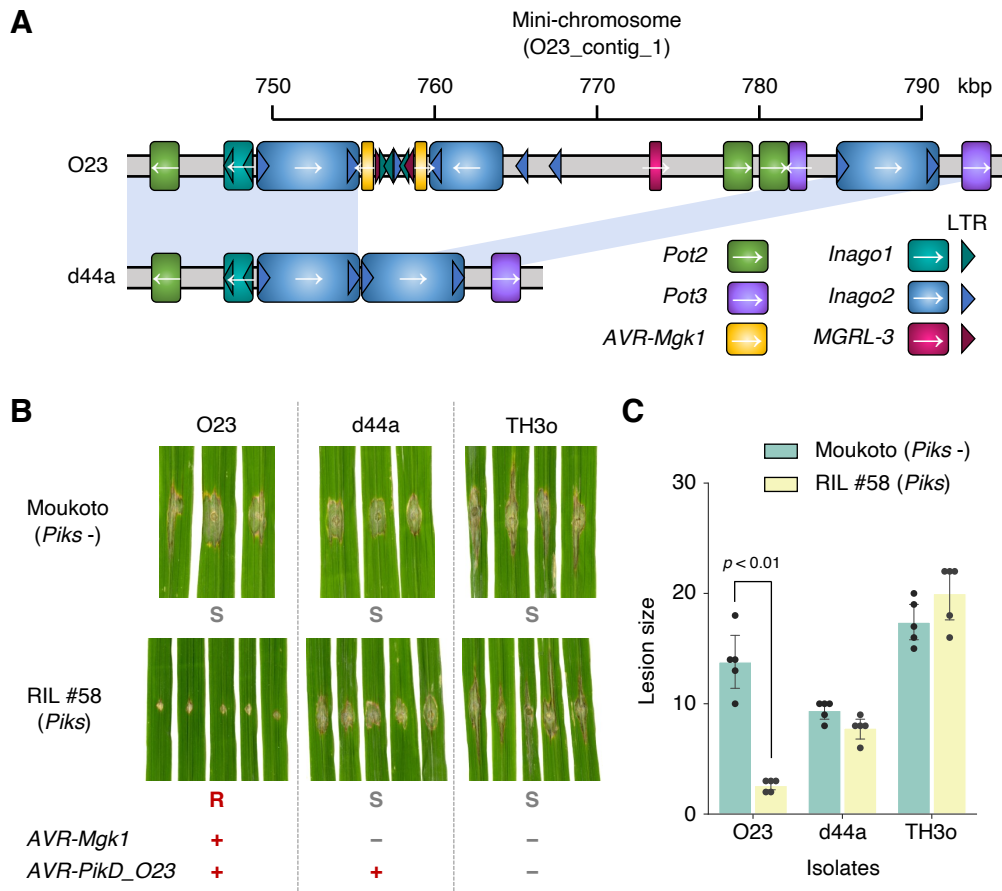 A
Mini-chromosome
(O23_contig_1)
750 760 770 780 790 kbp
O23
d44a
LTR
Pot2 Inago1
Pot3 Inago2
AVR-Mgk1 MGRL-3
B
O23 d44a TH3o
Moukoto
(Piks -)
S S S
RIL #58
(Piks)
R S S
AVR-Mgk1 + − −
AVR-PikD_O23 + + −
C
Moukoto (Piks -)
RIL #58 (Piks)
30
20
10
0
Lesion size
p < 0.01
O23 d44a TH3o
Isolates